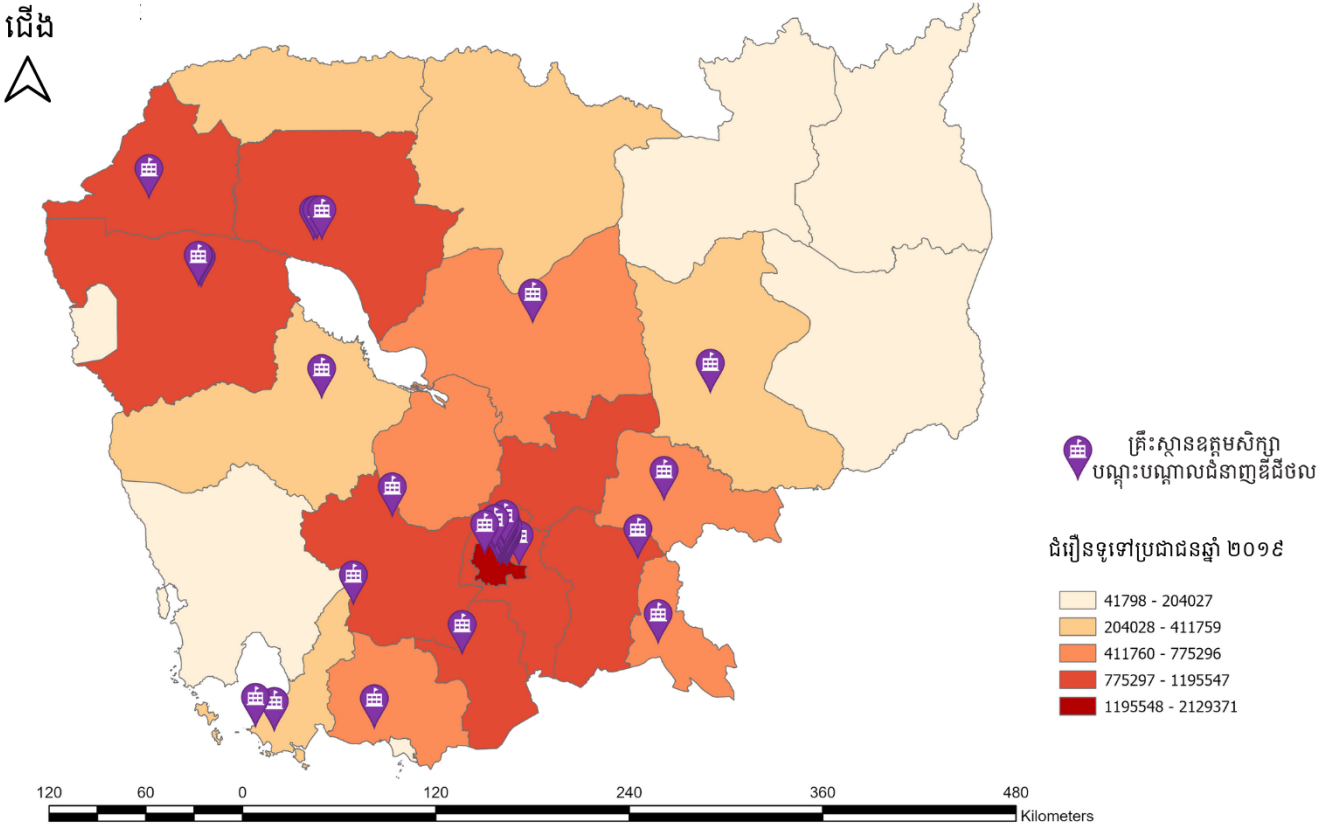 ជើង
គ្រឹះស្ថានឧត្តមសិក្សា
បណ្តុះបណ្តាលជំនាញឌីជីថល
ជំរឿនទូទៅប្រជាជនឆ្នាំ ២០១៩
41798 - 204027
204028 - 411759
411760 - 775296
775297 - 1195547
1195548 - 2129371
120 60 0 120 240 360 480
Kilometers